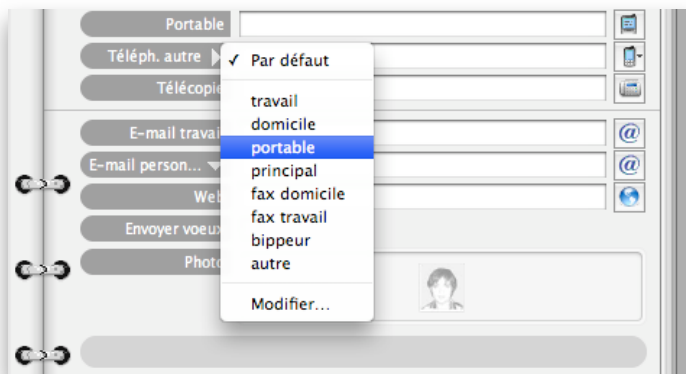 Portable
Téléph. autre
Télécopie
E-mail travail
E-mail person...
Web
Envoyer voeux
Photo
✓ Par défaut
travail
domicile
portable
principal
fax domicile
fax travail
bippeur
autre
Modifier...